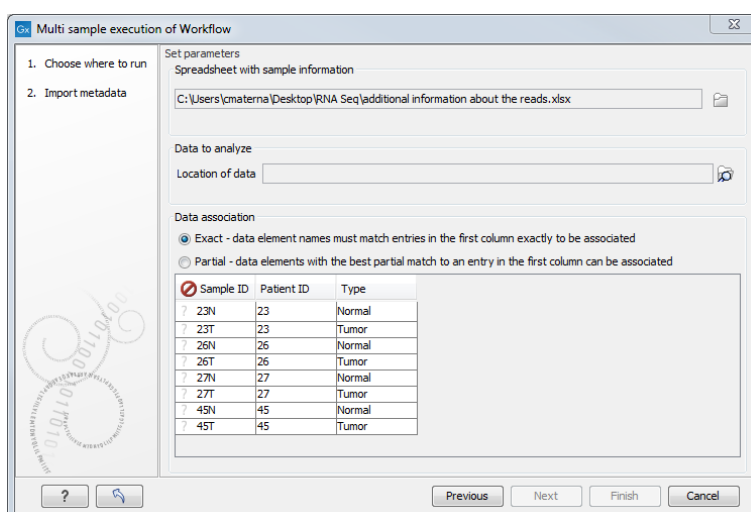 Gx Multi sample execution of Workflow
1. Choose where to run
2. Import metadata
Set parameters
Spreadsheet with sample information
C:\Users\cmaterna\Desktop\RNA Seq\additional information about the reads.xlsx
Data to analyze
Location of data
Data association
Exact - data element names must match entries in the first column exactly to be associated
Partial - data elements with the best partial match to an entry in the first column can be associated
Sample ID Patient ID Type
? 23N 23 Normal
? 23T 23 Tumor
? 26N 26 Normal
? 26T 26 Tumor
? 27N 27 Normal
? 27T 27 Tumor
? 45N 45 Normal
? 45T 45 Tumor
? Previous Next Finish Cancel